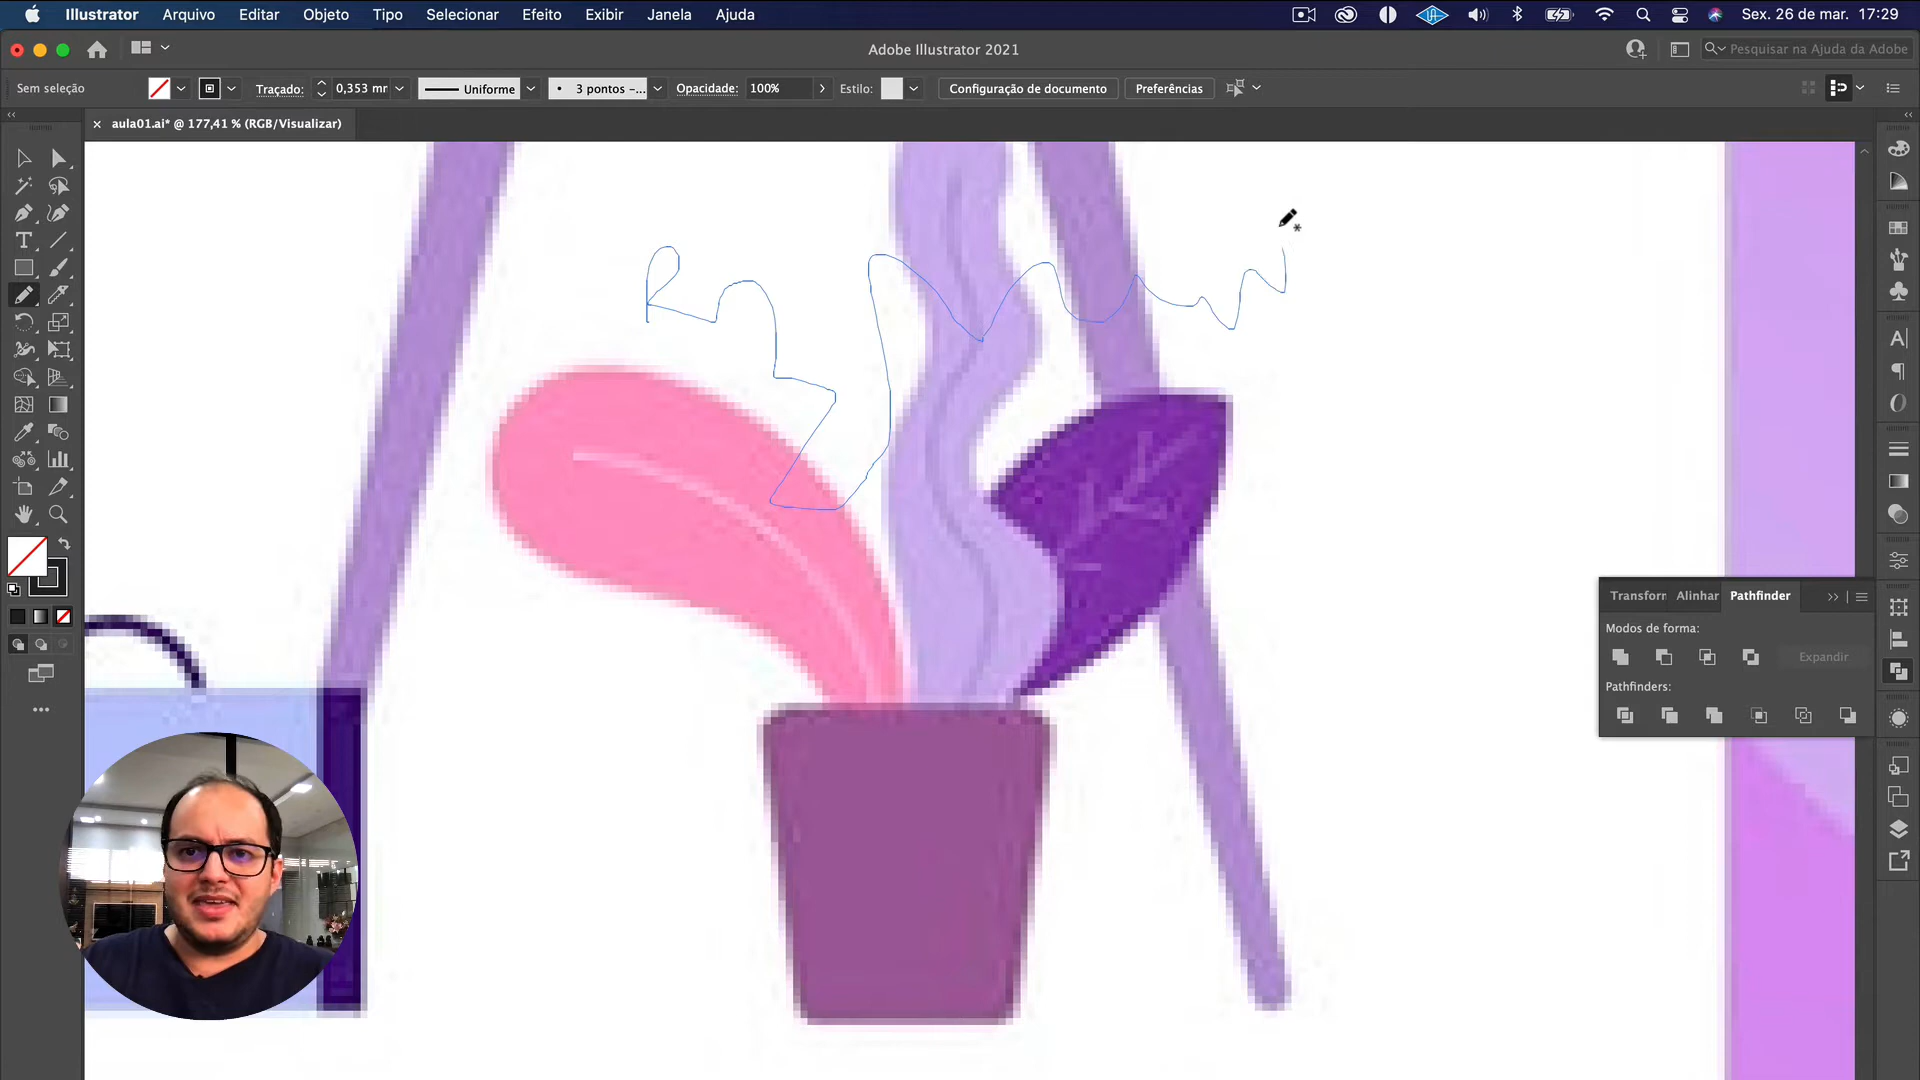 Illustrator Arquivo Editar Objeto Tipo Selecionar Efeito Exibir Janela Ajuda Sex. 26 de mar. 17:29
Adobe Illustrator 2021 Pesquisar na Ajuda da Adobe
Sem seleção Traçado: 0,353 mr Uniforme 3 pontos –... Opacidade: 100% Estilo: Configuração de documento Preferências
aula01.ai* @ 177,41 % (RGB/Visualizar)
Transforn Alinhar Pathfinder
Modos de forma:
Expandir
Pathfinders: